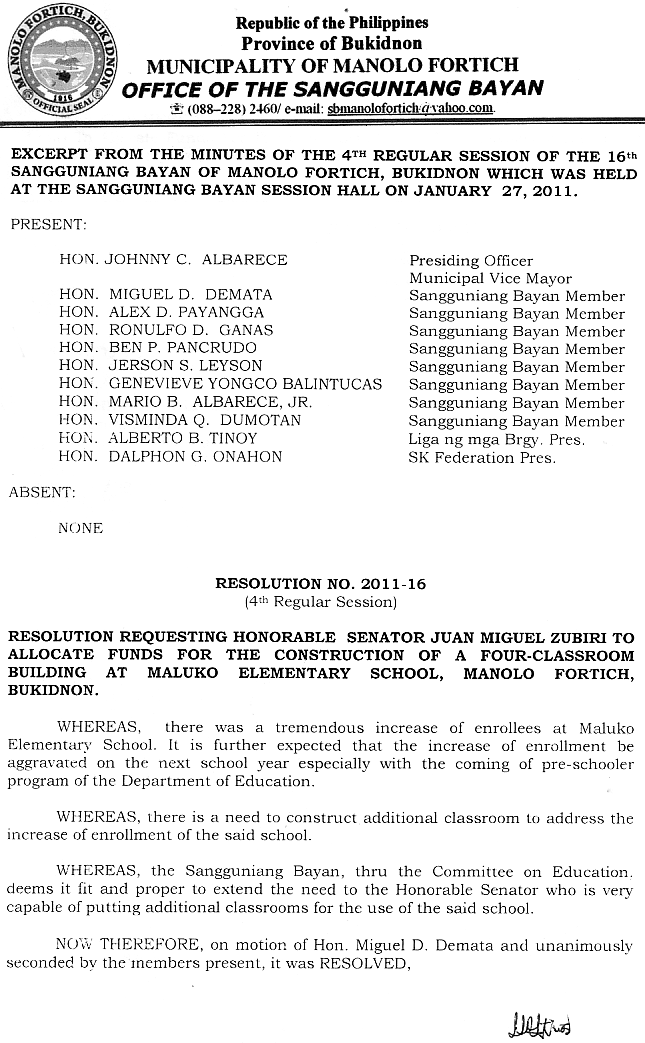 MANOLO FORTICH, BUKIDNON
1916
OFFICIAL SEAL
Republic of the Philippines
Province of Bukidnon
MUNICIPALITY OF MANOLO FORTICH
OFFICE OF THE SANGGUNIANG BAYAN
☏ (088-228) 2460/ e-mail: sbmanolofortich@yahoo.com.
EXCERPT FROM THE MINUTES OF THE 4TH REGULAR SESSION OF THE 16th
SANGGUNIANG BAYAN OF MANOLO FORTICH, BUKIDNON WHICH WAS HELD
AT THE SANGGUNIANG BAYAN SESSION HALL ON JANUARY 27, 2011.
PRESENT:
HON. JOHNNY C. ALBARECE Presiding Officer
Municipal Vice Mayor
HON. MIGUEL D. DEMATA Sangguniang Bayan Member
HON. ALEX D. PAYANGGA Sangguniang Bayan Member
HON. RONULFO D. GANAS Sangguniang Bayan Member
HON. BEN P. PANCRUDO Sangguniang Bayan Member
HON. JERSON S. LEYSON Sangguniang Bayan Member
HON. GENEVIEVE YONGCO BALINTUCAS Sangguniang Bayan Member
HON. MARIO B. ALBARECE, JR. Sangguniang Bayan Member
HON. VISMINDA Q. DUMOTAN Sangguniang Bayan Member
HON. ALBERTO B. TINOY Liga ng mga Brgy. Pres.
HON. DALPHON G. ONAHON SK Federation Pres.
ABSENT:
NONE
RESOLUTION NO. 2011-16
(4th Regular Session)
RESOLUTION REQUESTING HONORABLE SENATOR JUAN MIGUEL ZUBIRI TO
ALLOCATE FUNDS FOR THE CONSTRUCTION OF A FOUR-CLASSROOM
BUILDING AT MALUKO ELEMENTARY SCHOOL, MANOLO FORTICH,
BUKIDNON.
WHEREAS, there was a tremendous increase of enrollees at Maluko
Elementary School. It is further expected that the increase of enrollment be
aggravated on the next school year especially with the coming of pre-schooler
program of the Department of Education.
WHEREAS, there is a need to construct additional classroom to address the
increase of enrollment of the said school.
WHEREAS, the Sangguniang Bayan, thru the Committee on Education.
deems it fit and proper to extend the need to the Honorable Senator who is very
capable of putting additional classrooms for the use of the said school.
NOW THEREFORE, on motion of Hon. Miguel D. Demata and unanimously
seconded by the members present, it was RESOLVED,